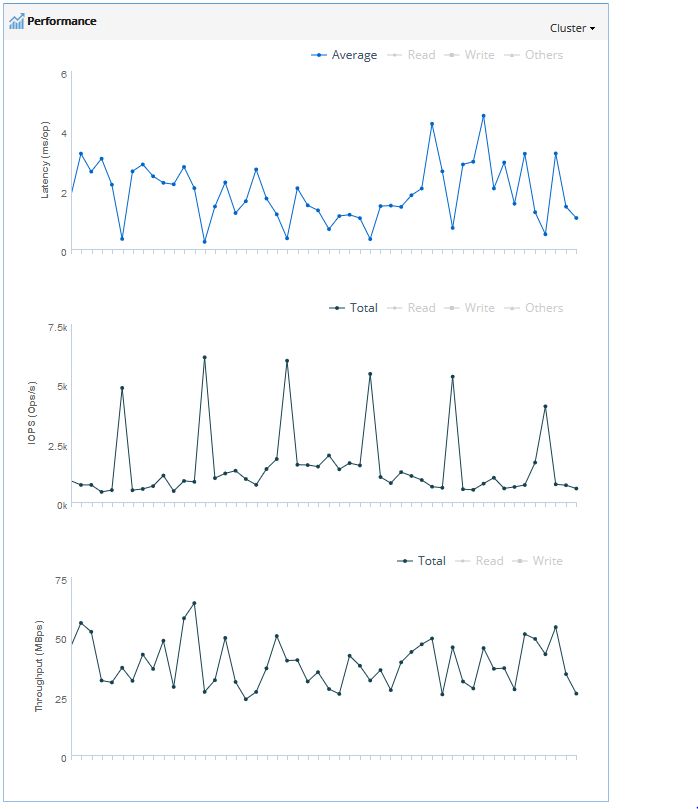 Performance
Cluster
Average Read Write Others
6
4
2
0
Latency (ms/op)
Total Read Write Others
7.5k
5k
2.5k
0k
IOPS (Ops/s)
Total Read Write
75
50
25
0
Throughput (MBps)